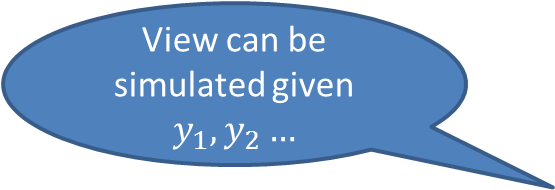 View can be
simulated given
𝑦₁, 𝑦₂ …